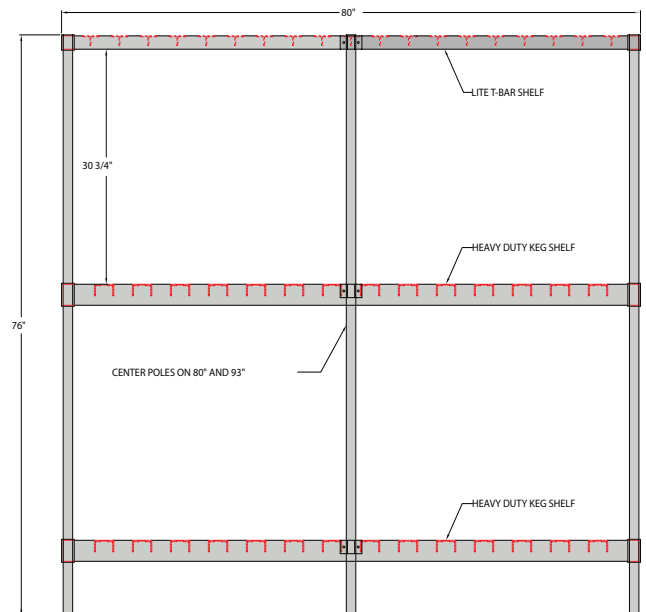 80"
LITE T-BAR SHELF
30 3/4"
HEAVY DUTY KEG SHELF
76"
CENTER POLES ON 80" AND 93"
HEAVY DUTY KEG SHELF